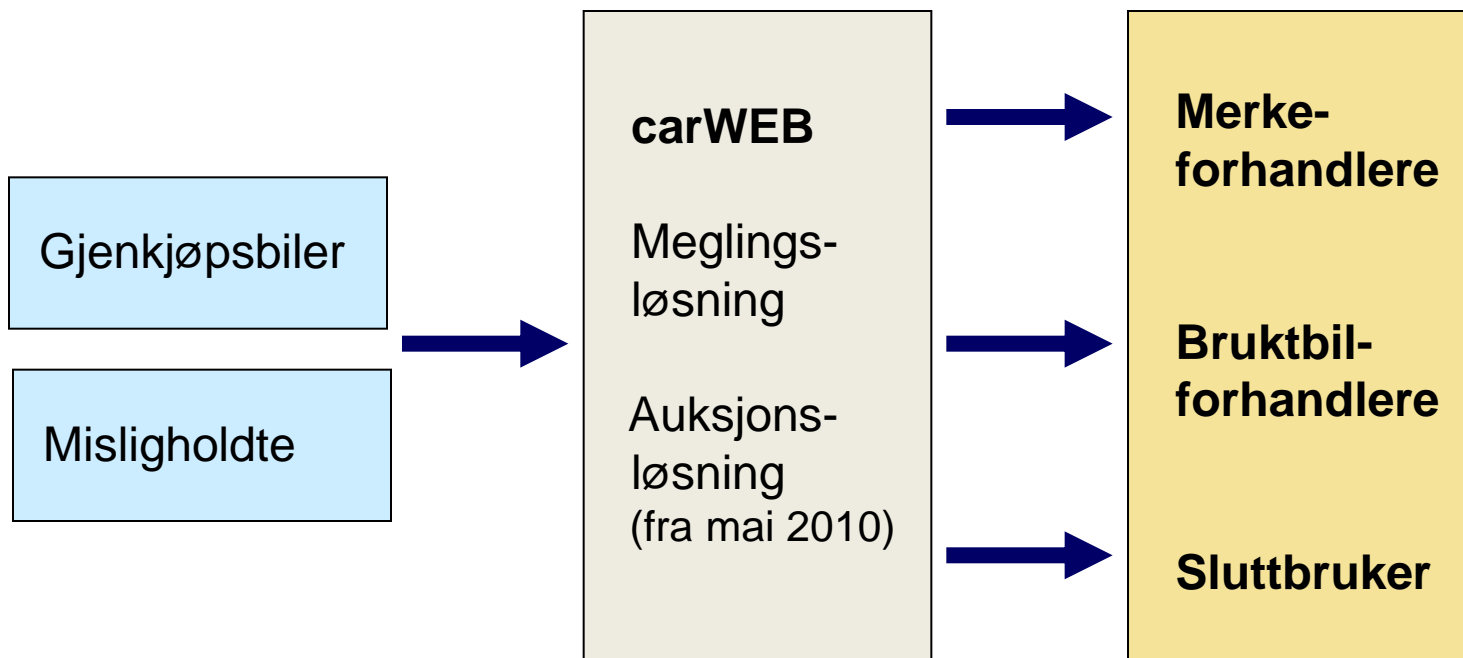 Gjenkjøpsbiler
Misligholdte
carWEB
Meglings-
løsning
Auksjons-
løsning
(fra mai 2010)
Merke-
forhandlere
Bruktbil-
forhandlere
Sluttbruker